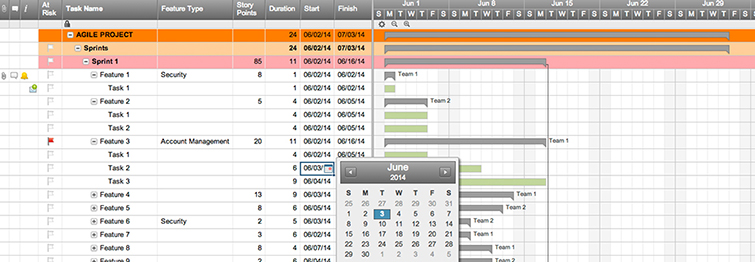 At Risk Task Name Feature Type Story Points Duration Start Finish Jun 1 Jun 8 Jun 15 Jun 22 Jun 29
S M T W T F S S M T W T F S S M T W T F S S M T W T F S S M T W T F S
AGILE PROJECT 24 06/02/14 07/03/14
Sprints 24 06/02/14 07/03/14
Sprint 1 85 11 06/02/14 06/16/14
Feature 1 Security 8 1 06/02/14 06/02/14 Team 1
Task 1 1 06/02/14 06/02/14
Feature 2 5 4 06/02/14 06/05/14 Team 2
Task 1 4 06/02/14 06/05/14
Task 2 4 06/02/14 06/05/14
Feature 3 Account Management 20 11 06/02/14 06/16/14 Team 1
Task 1 4 06/02/14 06/05/14
Task 2 6 06/03/
Task 3 9 06/04/14
Feature 4 13 9 06/03/14 Team 1
Feature 5 8 6 06/05/14 Team 2
Feature 6 Security 2 5 06/03/14 Team 2
Feature 7 3 6 06/02/14 Team 1
Feature 8 8 4 06/07/14 Team 1
Feature 9 2 06/04/14 Team 2
June
2014
S M T W T F S
25 26 27 28 29 30 31
1 2 3 4 5 6 7
8 9 10 11 12 13 14
15 16 17 18 19 20 21
22 23 24 25 26 27 28
29 30 1 2 3 4 5